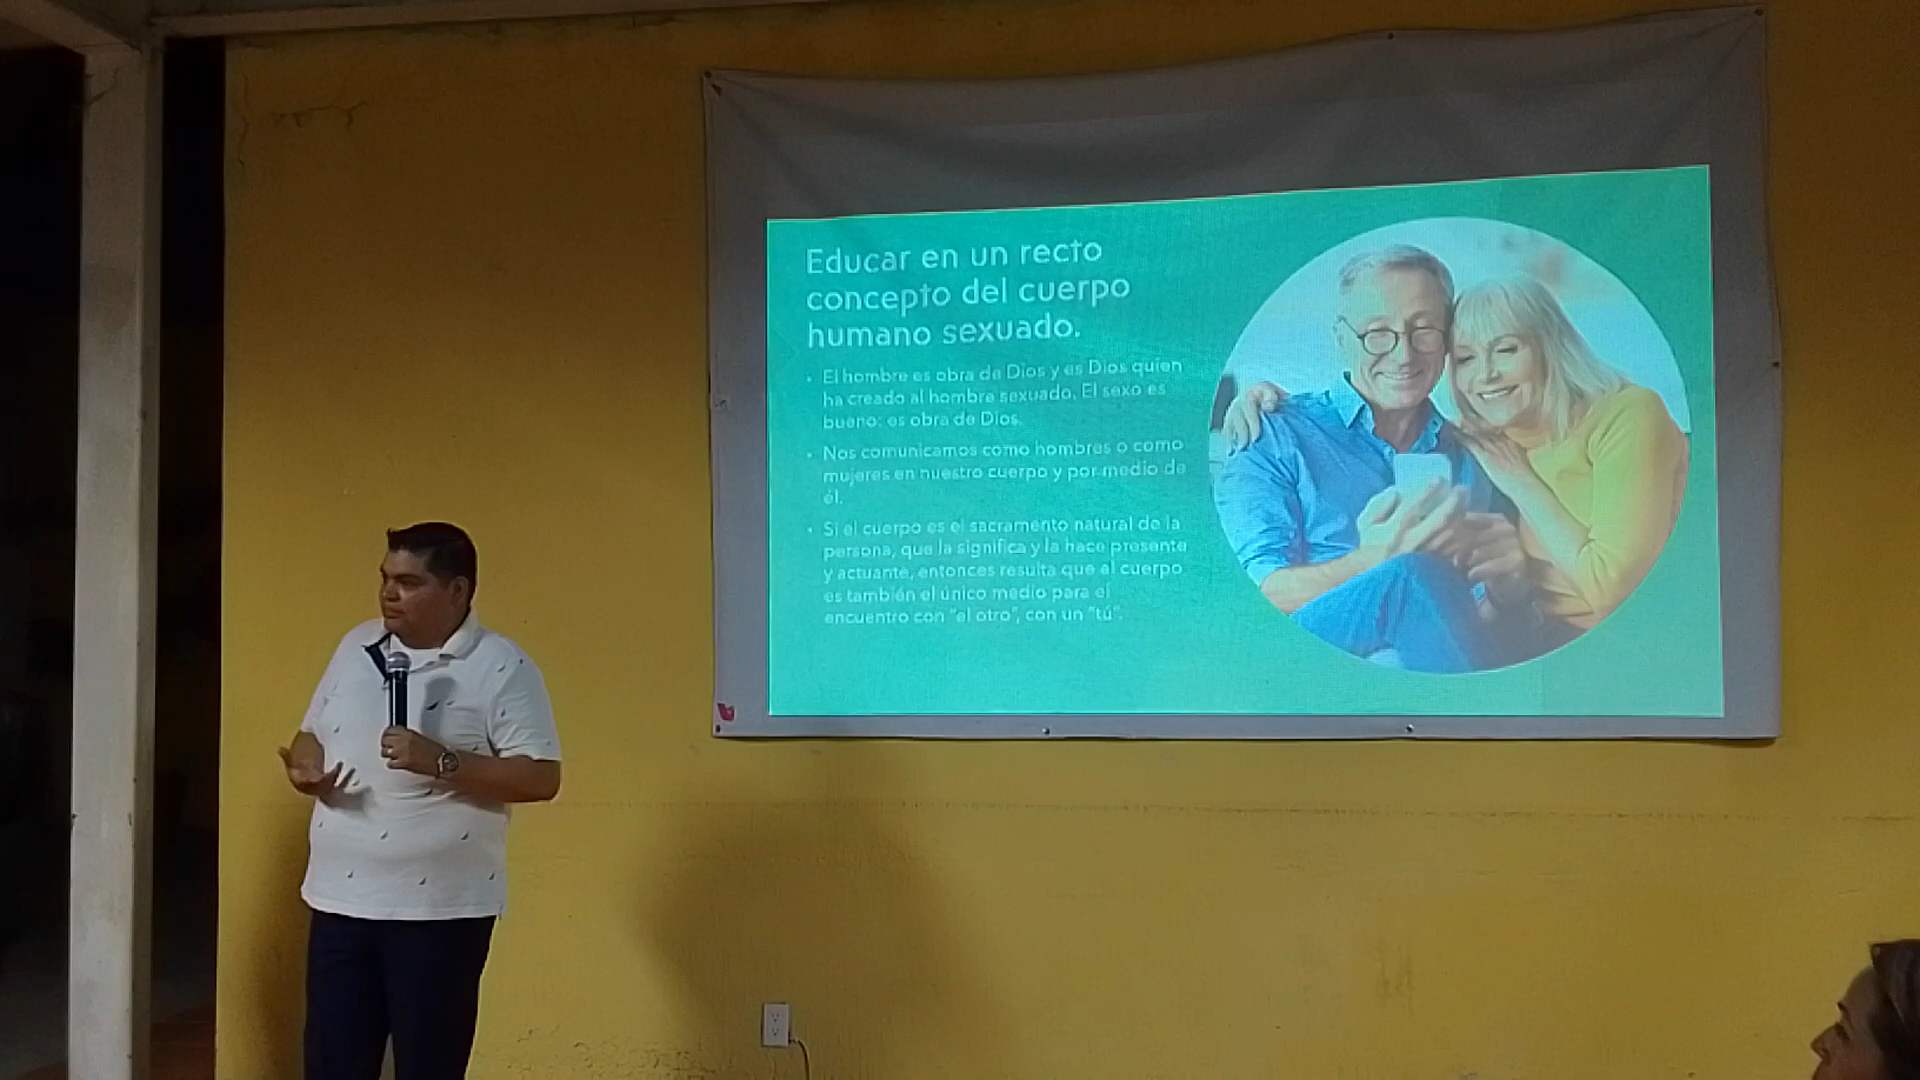 Educar en un recto
concepto del cuerpo
humano sexuado.
• El hombre es obra de Dios y es Dios quien
ha creado al hombre sexuado. El sexo es
bueno: es obra de Dios.
• Nos comunicamos como hombres o como
mujeres en nuestro cuerpo y por medio de
él.
• Si el cuerpo es el sacramento natural de la
persona, que la significa y la hace presente
y actuante, entonces resulta que el cuerpo
es también el único medio para el
encuentro con "el otro", con un "tú".